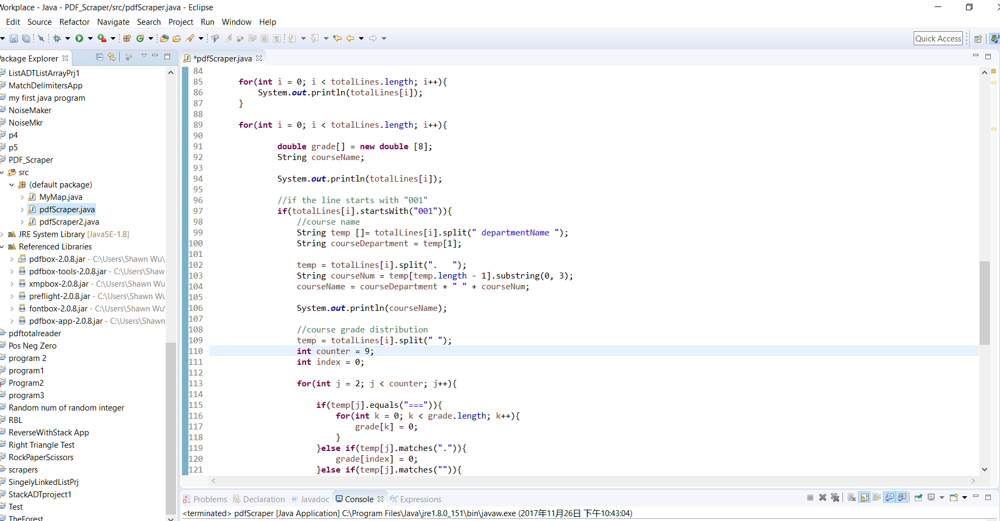 Workplace - Java - PDF_Scraper/src/pdfScraper.java - Eclipse
Edit Source Refactor Navigate Search Project Run Window Help
Quick Access
Package Explorer
ListADTListArrayPrj1
MatchDelimitersApp
my first java program
NoiseMaker
NoiseMkr
p4
p5
PDF_Scraper
src
(default package)
MyMap.java
pdfScraper.java
pdfScraper2.java
JRE System Library [JavaSE-1.8]
Referenced Libraries
pdfbox-2.0.8.jar - C:\Users\Shawn Wu\
pdfbox-tools-2.0.8.jar - C:\Users\Shaw
xmpbox-2.0.8.jar - C:\Users\Shawn Wu
preflight-2.0.8.jar - C:\Users\Shawn Wu
fontbox-2.0.8.jar - C:\Users\Shawn Wu\
pdfbox-app-2.0.8.jar - C:\Users\Shawn
pdftotalreader
Pos Neg Zero
program 2
program1
Program2
program3
Random num of random integer
RBL
ReverseWithStack App
Right Triangle Test
RockPaperScissors
scrapers
SingelyLinkedListPrj
StackADTproject1
Test
TheForest
*pdfScraper.java
84
85 for(int i = 0; i < totalLines.length; i++){
86 System.out.println(totalLines[i]);
87 }
88
89 for(int i = 0; i < totalLines.length; i++){
90
91 double grade[] = new double [8];
92 String courseName;
93
94 System.out.println(totalLines[i]);
95
96 //if the line starts with "001"
97 if(totalLines[i].startsWith("001")){
98 //course name
99 String temp []= totalLines[i].split(" departmentName ");
100 String courseDepartment = temp[1];
101
102 temp = totalLines[i].split(".   ");
103 String courseNum = temp[temp.length - 1].substring(0, 3);
104 courseName = courseDepartment + " " + courseNum;
105
106 System.out.println(courseName);
107
108 //course grade distribution
109 temp = totalLines[i].split(" ");
110 int counter = 9;
111 int index = 0;
112
113 for(int j = 2; j < counter; j++){
114
115 if(temp[j].equals("===")){
116 for(int k = 0; k < grade.length; k++){
117 grade[k] = 0;
118 }
119 }else if(temp[j].matches(".")){
120 grade[index] = 0;
121 }else if(temp[j].matches("")){
Problems Declaration @ Javadoc Console Expressions
<terminated> pdfScraper [Java Application] C:\Program Files\Java\jre1.8.0_151\bin\javaw.exe (2017年11月26日 下午10:43:04)